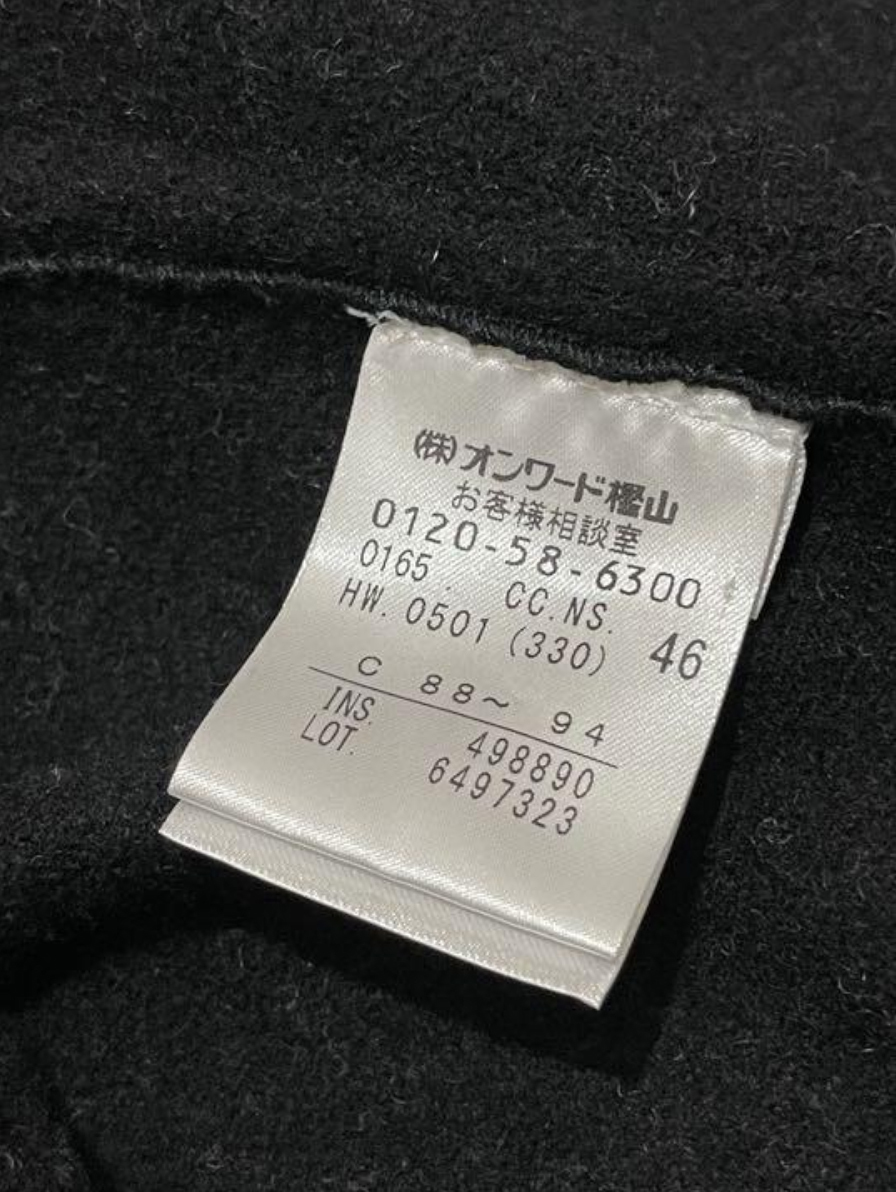 (株)オンワード樫山
お客様相談室
0120-58-6300
0165. CC.NS.
HW. 0501 (330) 46
C 88~ 94
INS. 498890
LOT. 6497323